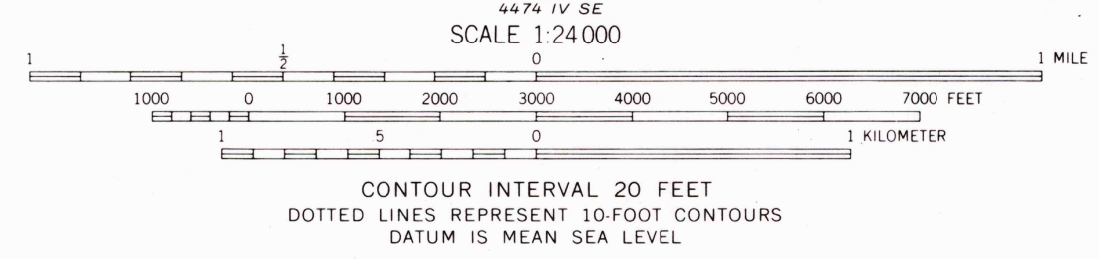 4474 IV SE
SCALE 1:24 000
1 1/2 0 1 MILE
1000 0 1000 2000 3000 4000 5000 6000 7000 FEET
1 .5 0 1 KILOMETER
CONTOUR INTERVAL 20 FEET
DOTTED LINES REPRESENT 10-FOOT CONTOURS
DATUM IS MEAN SEA LEVEL